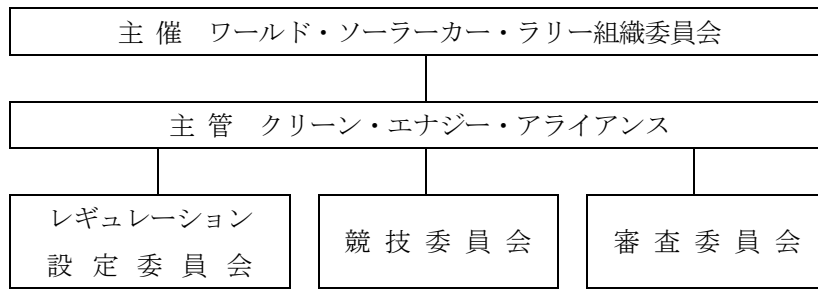 主 催　ワールド・ソーラーカー・ラリー組織委員会
主 管　クリーン・エナジー・アライアンス
レギュレーション
設 定 委 員 会
競 技 委 員 会
審 査 委 員 会